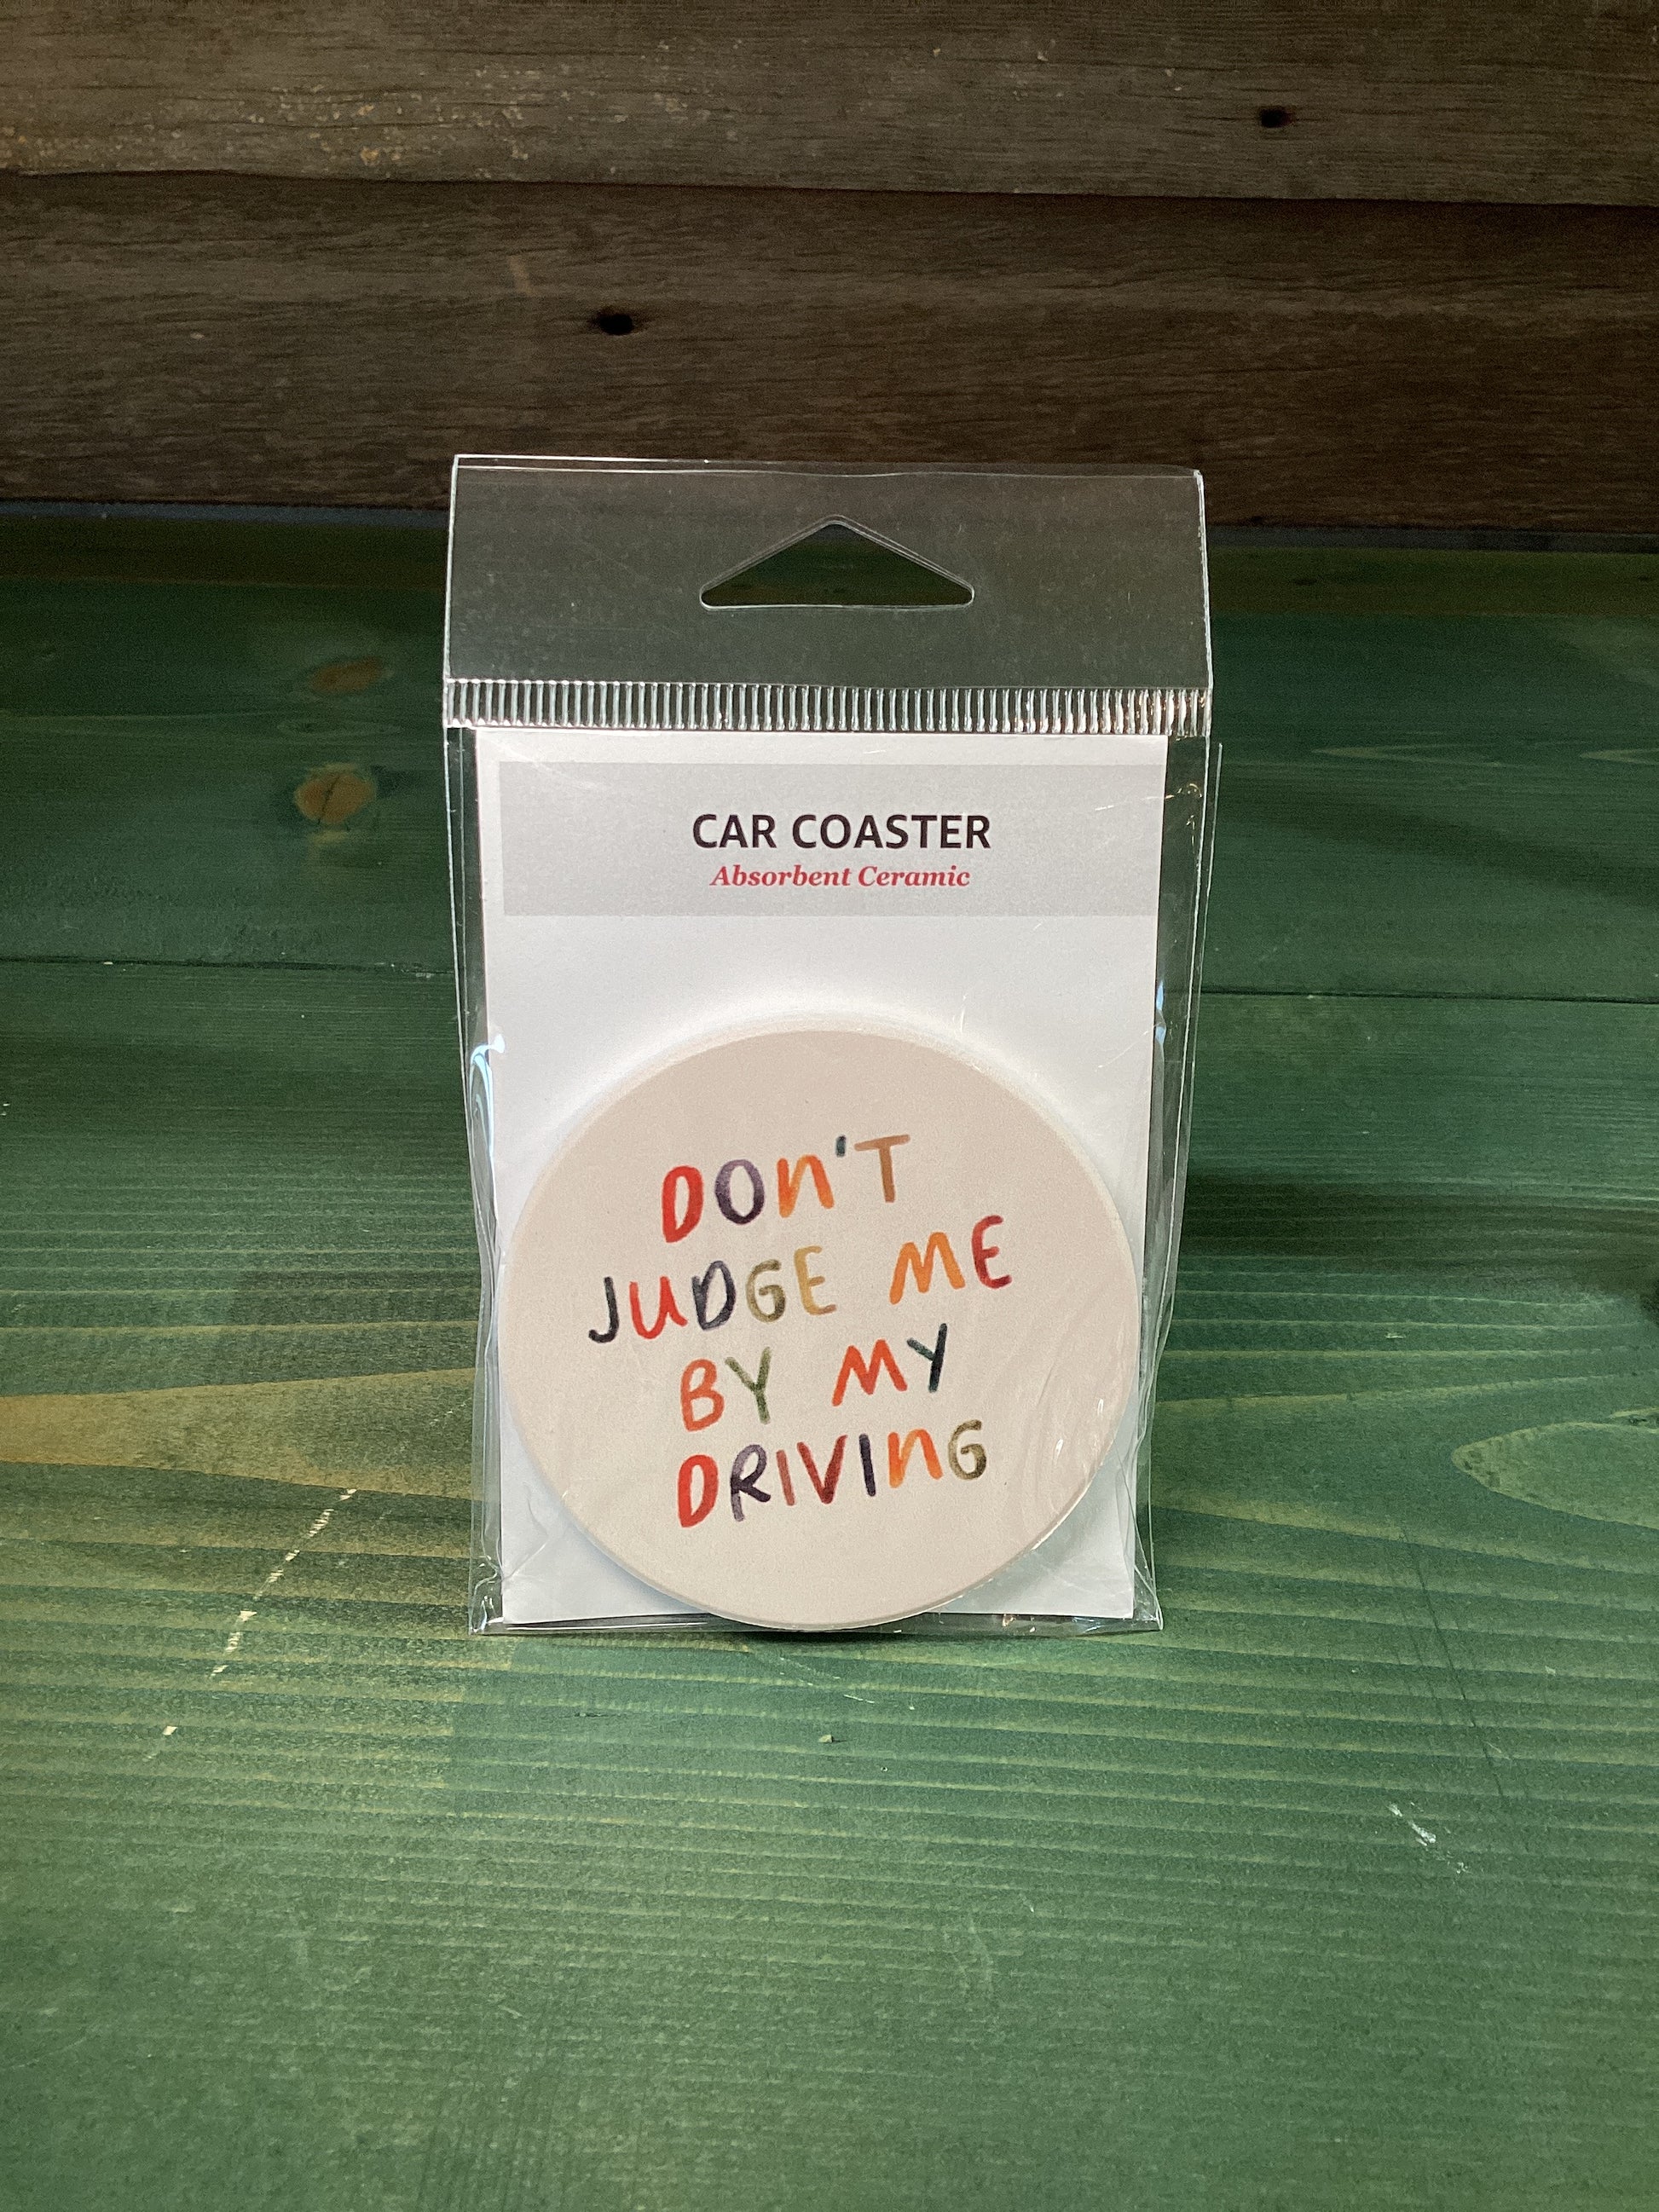 CAR COASTER
Absorbent Ceramic
DON'T
JUDGE ME
BY MY
DRIVING